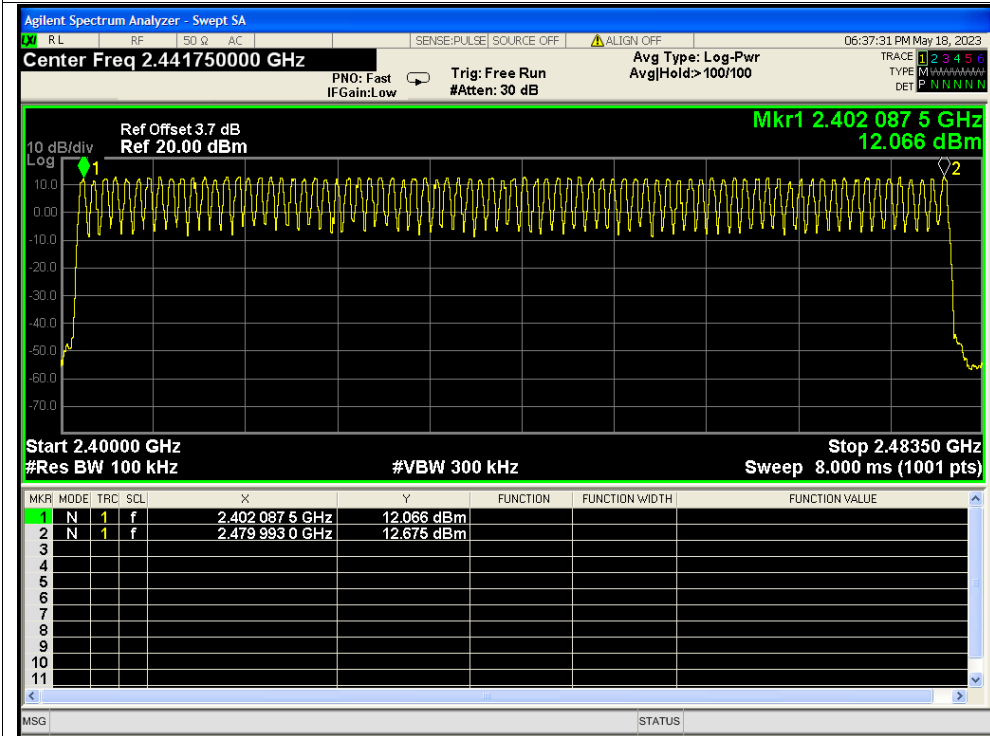 Agilent Spectrum Analyzer - Swept SA
LXI RL RF 50 Ω AC SENSE:PULSE SOURCE OFF ALIGN OFF 06:37:31 PM May 18, 2023
Center Freq 2.441750000 GHz
PNO: Fast
IFGain:Low
Trig: Free Run
#Atten: 30 dB
Avg Type: Log-Pwr
Avg|Hold:>100/100
TRACE 1 2 3 4 5 6
TYPE M
DET P N N N N N
Mkr1 2.402 087 5 GHz
12.066 dBm
Ref Offset 3.7 dB
10 dB/div Ref 20.00 dBm
Log
1
2
10.0
0.00
-10.0
-20.0
-30.0
-40.0
-50.0
-60.0
-70.0
Start 2.40000 GHz Stop 2.48350 GHz
#Res BW 100 kHz #VBW 300 kHz Sweep 8.000 ms (1001 pts)
MKR MODE TRC SCL X Y FUNCTION FUNCTION WIDTH FUNCTION VALUE
1 N 1 f 2.402 087 5 GHz 12.066 dBm
2 N 1 f 2.479 993 0 GHz 12.675 dBm
3
4
5
6
7
8
9
10
11
MSG STATUS